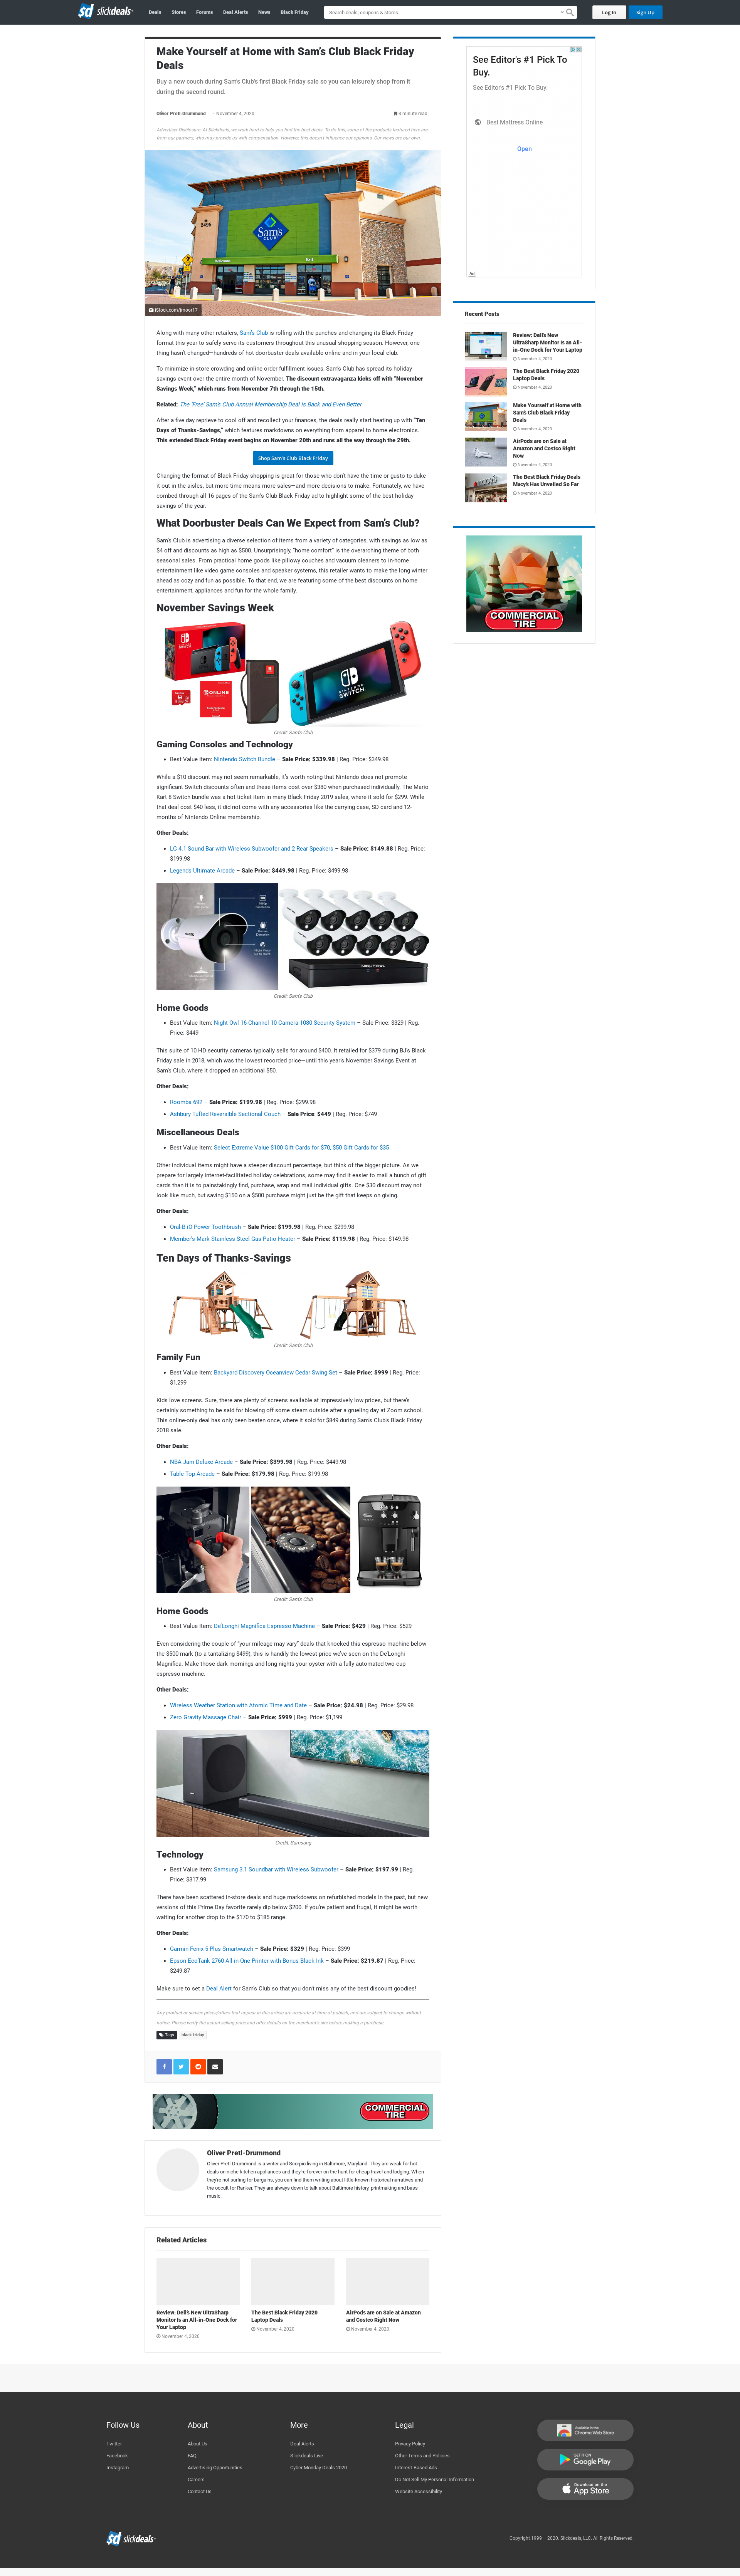 slickdeals
Deals Stores Forums Deal Alerts News Black Friday
Search deals, coupons & stores
Log In Sign Up
Make Yourself at Home with Sam's Club Black Friday
Deals
Buy a new couch during Sam's Club's first Black Friday sale so you can leisurely shop from it
during the second round.
Oliver Pretl-Drummond November 4, 2020 3 minute read
Advertiser Disclosure: At Slickdeals, we work hard to help you find the best deals. To do this, some of the products featured here are
from our partners, who may provide us with compensation. However, this doesn't influence our opinions. Our views are our own.
2495
Sam's
CLUB
Welcome Exit
iStock.com/jmoor17
Along with many other retailers, Sam's Club is rolling with the punches and changing its Black Friday
format this year to safely serve its customers throughout this unusual shopping season. However, one
thing hasn't changed—hundreds of hot doorbuster deals available online and in your local club.
To minimize in-store crowding and online order fulfillment issues, Sam's Club has spread its holiday
savings event over the entire month of November. The discount extravaganza kicks off with "November
Savings Week," which runs from November 7th through the 15th.
Related: The 'Free' Sam's Club Annual Membership Deal Is Back and Even Better
After a five day reprieve to cool off and recollect your finances, the deals really start heating up with "Ten
Days of Thanks-Savings," which features markdowns on everything from apparel to home electronics.
This extended Black Friday event begins on November 20th and runs all the way through the 29th.
Shop Sam's Club Black Friday
Changing the format of Black Friday shopping is great for anyone who doesn't have the time or gusto to duke
it out in the aisles, but more time means more sales—and more decisions to make. Fortunately, we have
combed through all 16 pages of the Sam's Club Black Friday ad to highlight some of the best holiday
savings of the year.
What Doorbuster Deals Can We Expect from Sam's Club?
Sam's Club is advertising a diverse selection of items from a variety of categories, with savings as low as
$4 off and discounts as high as $500. Unsurprisingly, "home comfort" is the overarching theme of both
seasonal seasons. From practical home goods like pillowy couches and vacuum cleaners to in-home
entertainment like video game consoles and speaker systems, this retailer wants to make the long winter
ahead as cozy and fun as possible. To that end, we are featuring some of the best discounts on home
entertainment, appliances and fun for the whole family.
November Savings Week
NINTENDO
SWITCH
ONLINE
Credit: Sam's Club
Gaming Consoles and Technology
Best Value Item: Nintendo Switch Bundle – Sale Price: $339.98 | Reg. Price: $349.98
While a $10 discount may not seem remarkable, it's worth noting that Nintendo does not promote
significant Switch discounts often and these items cost over $380 when purchased individually. The Mario
Kart 8 Switch bundle was a hot ticket item in many Black Friday 2019 sales, where it sold for $299. While
that deal cost $40 less, it did not come with any accessories like the carrying case, SD card and 12-
months of Nintendo Online membership.
Other Deals:
LG 4.1 Sound Bar with Wireless Subwoofer and 2 Rear Speakers – Sale Price: $149.88 | Reg. Price:
$199.98
Legends Ultimate Arcade – Sale Price: $449.98 | Reg. Price: $499.98
Credit: Sam's Club
Home Goods
Best Value Item: Night Owl 16-Channel 10 Camera 1080 Security System – Sale Price: $329 | Reg.
Price: $449
This suite of 10 HD security cameras typically sells for around $400. It retailed for $379 during BJ's Black
Friday sale in 2018, which was the lowest recorded price—until this year's November Savings Event at
Sam's Club, where it dropped an additional $50.
Other Deals:
Roomba 692 – Sale Price: $199.98 | Reg. Price: $299.98
Ashbury Tufted Reversible Sectional Couch – Sale Price: $449 | Reg. Price: $749
Miscellaneous Deals
Best Value Item: Select Extreme Value $100 Gift Cards for $70; $50 Gift Cards for $35
Other individual items might have a steeper discount percentage, but think of the bigger picture. As we
prepare for largely internet-facilitated holiday celebrations, some may find it easier to mail a bunch of gift
cards than it is to painstakingly find, purchase, wrap and mail individual gifts. One $30 discount may not
look like much, but saving $150 on a $500 purchase might just be the gift that keeps on giving.
Other Deals:
Oral-B iO Power Toothbrush – Sale Price: $199.98 | Reg. Price: $299.98
Member's Mark Stainless Steel Gas Patio Heater – Sale Price: $119.98 | Reg. Price: $149.98
Ten Days of Thanks-Savings
Credit: Sam's Club
Family Fun
Best Value Item: Backyard Discovery Oceanview Cedar Swing Set – Sale Price: $999 | Reg. Price:
$1,299
Kids love screens. Sure, there are plenty of screens available at impressively low prices, but there's
certainly something to be said for blowing off some steam outside after a grueling day at Zoom school.
This online-only deal has only been beaten once, where it sold for $849 during Sam's Club's Black Friday
2018 sale.
Other Deals:
NBA Jam Deluxe Arcade – Sale Price: $399.98 | Reg. Price: $449.98
Table Top Arcade – Sale Price: $179.98 | Reg. Price: $199.98
Credit: Sam's Club
Home Goods
Best Value Item: De'Longhi Magnifica Espresso Machine – Sale Price: $429 | Reg. Price: $529
Even considering the couple of "your mileage may vary" deals that knocked this espresso machine below
the $500 mark (to a tantalizing $499), this is handily the lowest price we've seen on the De'Longhi
Magnifica. Make those dark mornings and long nights your oyster with a fully automated two-cup
espresso machine.
Other Deals:
Wireless Weather Station with Atomic Time and Date – Sale Price: $24.98 | Reg. Price: $29.98
Zero Gravity Massage Chair – Sale Price: $999 | Reg. Price: $1,199
Credit: Samsung
Technology
Best Value Item: Samsung 3.1 Soundbar with Wireless Subwoofer – Sale Price: $197.99 | Reg.
Price: $317.99
There have been scattered in-store deals and huge markdowns on refurbished models in the past, but new
versions of this Prime Day favorite rarely dip below $200. If you're patient and frugal, it might be worth
waiting for another drop to the $170 to $185 range.
Other Deals:
Garmin Fenix 5 Plus Smartwatch – Sale Price: $329 | Reg. Price: $399
Epson EcoTank 2760 All-in-One Printer with Bonus Black Ink – Sale Price: $219.87 | Reg. Price:
$249.87
Make sure to set a Deal Alert for Sam's Club so that you don't miss any of the best discount goodies!
Any product or service prices/offers that appear in this article are accurate at time of publish, and are subject to change without
notice. Please verify the actual selling price and offer details on the merchant's site before making a purchase.
Tags black-friday
COMMERCIAL
TIRE
Oliver Pretl-Drummond
Oliver Pretl-Drummond is a writer and Scorpio living in Baltimore, Maryland. They are weak for hot
deals on niche kitchen appliances and they're forever on the hunt for cheap travel and lodging. When
they're not surfing for bargains, you can find them writing about little-known historical narratives and
the occult for Ranker. They are always down to talk about Baltimore history, printmaking and bass
music.
Related Articles
Review: Dell's New UltraSharp
Monitor Is an All-in-One Dock for
Your Laptop
November 4, 2020
The Best Black Friday 2020
Laptop Deals
November 4, 2020
AirPods are on Sale at Amazon
and Costco Right Now
November 4, 2020
See Editor's #1 Pick To
Buy.
See Editor's #1 Pick To Buy.
Best Mattress Online
Open
Ad
Recent Posts
Review: Dell's New
UltraSharp Monitor Is an All-
in-One Dock for Your Laptop
November 4, 2020
The Best Black Friday 2020
Laptop Deals
November 4, 2020
Make Yourself at Home with
Sam's Club Black Friday
Deals
November 4, 2020
AirPods are on Sale at
Amazon and Costco Right
Now
November 4, 2020
macy's
The Best Black Friday Deals
Macy's Has Unveiled So Far
November 4, 2020
COMMERCIAL
TIRE
Follow Us
Twitter
Facebook
Instagram
About
About Us
FAQ
Advertising Opportunities
Careers
Contact Us
More
Deal Alerts
Slickdeals Live
Cyber Monday Deals 2020
Legal
Privacy Policy
Other Terms and Policies
Interest-Based Ads
Do Not Sell My Personal Information
Website Accessibility
Available in the
Chrome Web Store
GET IT ON
Google Play
Download on the
App Store
slickdeals
Copyright 1999 – 2020. Slickdeals, LLC. All Rights Reserved.